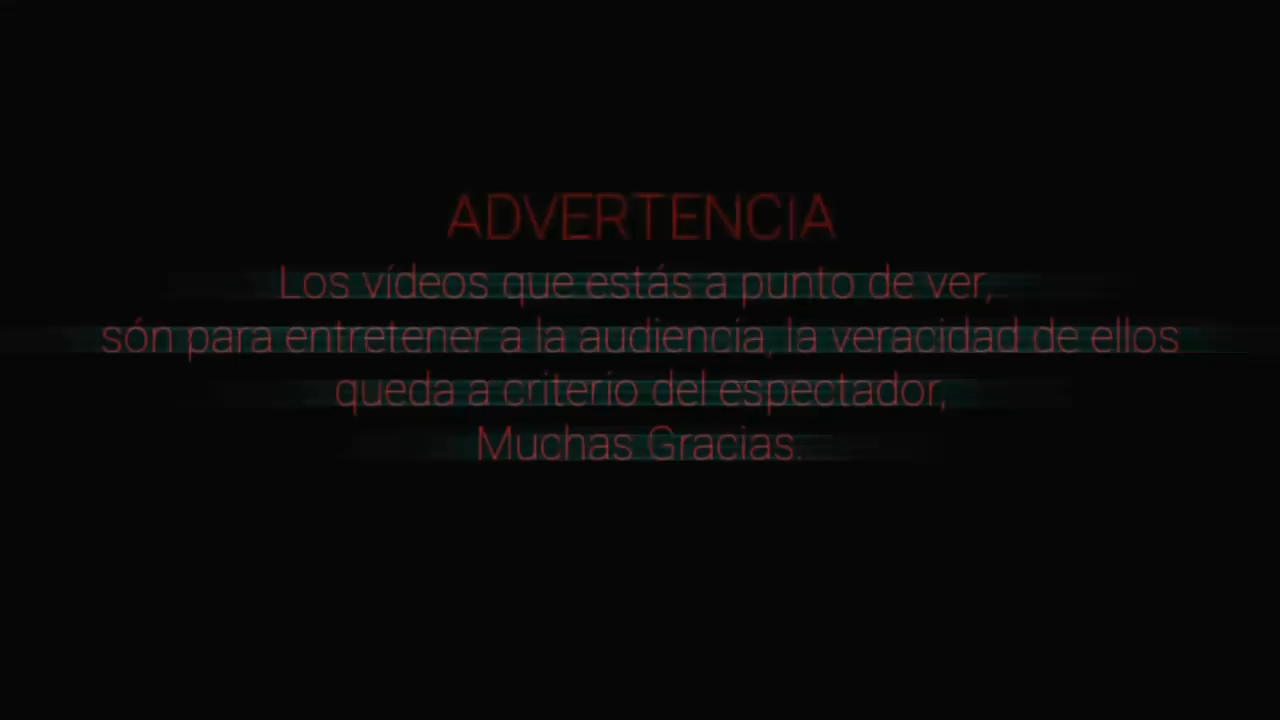 ADVERTENCIA
Los vídeos que estás a punto de ver,
són para entretener a la audiencia, la veracidad de ellos
queda a criterio del espectador,
Muchas Gracias.